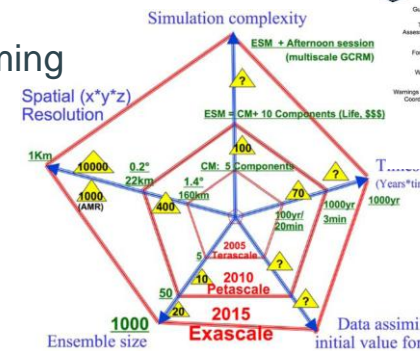 ming
Simulation complexity
ESM + Afternoon session
(multiscale GCRM)
?
Spatial (x*y*z)
Resolution
ESM = CM+ 10 Components (Life, $$$)
1Km
10000
0.2°
22km
100
CM: 5 Components
1000
(AMR)
1.4°
160km
400
70
?
(Years*tim
1000yr
100yr/
20min
1000yr
3min
2005
Terascale
5
10
?
2010
Petascale
50
20
?
2015
Exascale
1000
Ensemble size
Data assimi
initial value fo